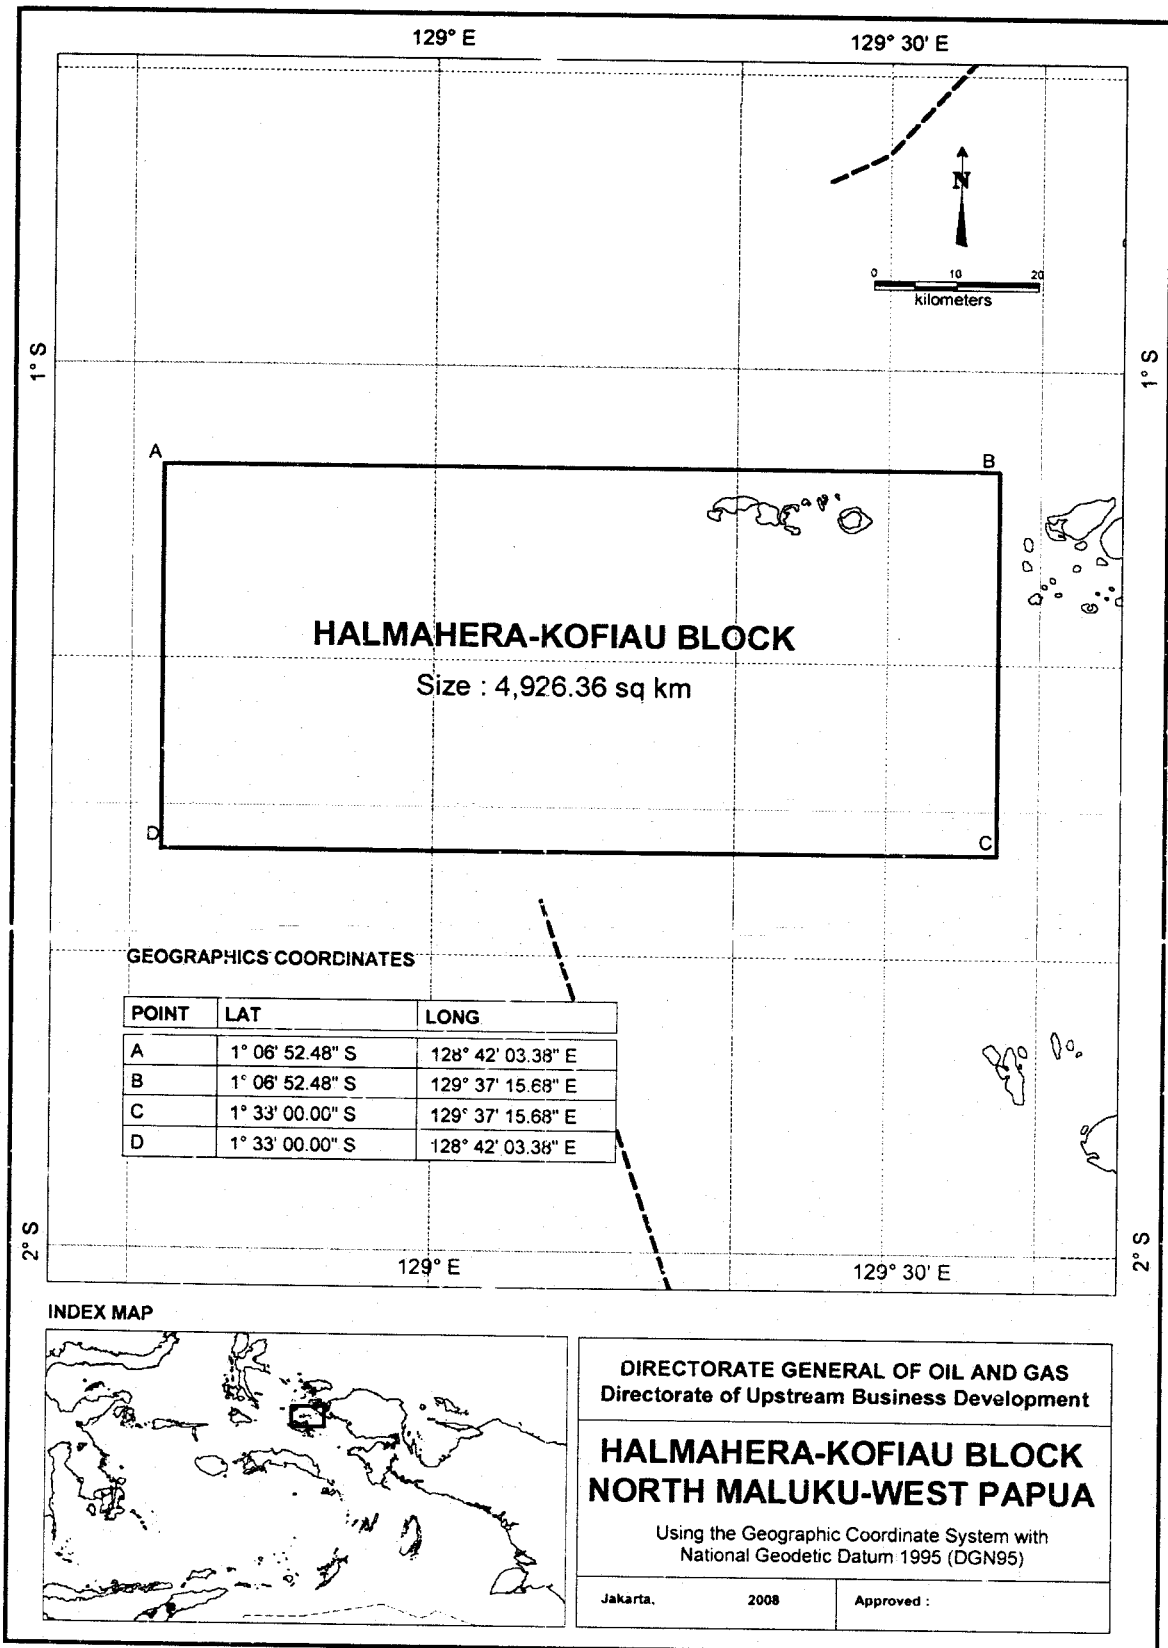 129° E
129° 30' E
N
0 10 20
kilometers
1° S
1° S
A
B
HALMAHERA-KOFIAU BLOCK
Size : 4,926.36 sq km
D
C
GEOGRAPHICS COORDINATES
POINT LAT LONG
A 1° 06' 52.48" S 128° 42' 03.38" E
B 1° 06' 52.48" S 129° 37' 15.68" E
C 1° 33' 00.00" S 129° 37' 15.68" E
D 1° 33' 00.00" S 128° 42' 03.38" E
2° S
2° S
129° E
129° 30' E
INDEX MAP
DIRECTORATE GENERAL OF OIL AND GAS
Directorate of Upstream Business Development
HALMAHERA-KOFIAU BLOCK
NORTH MALUKU-WEST PAPUA
Using the Geographic Coordinate System with
National Geodetic Datum 1995 (DGN95)
Jakarta, 2008 Approved :